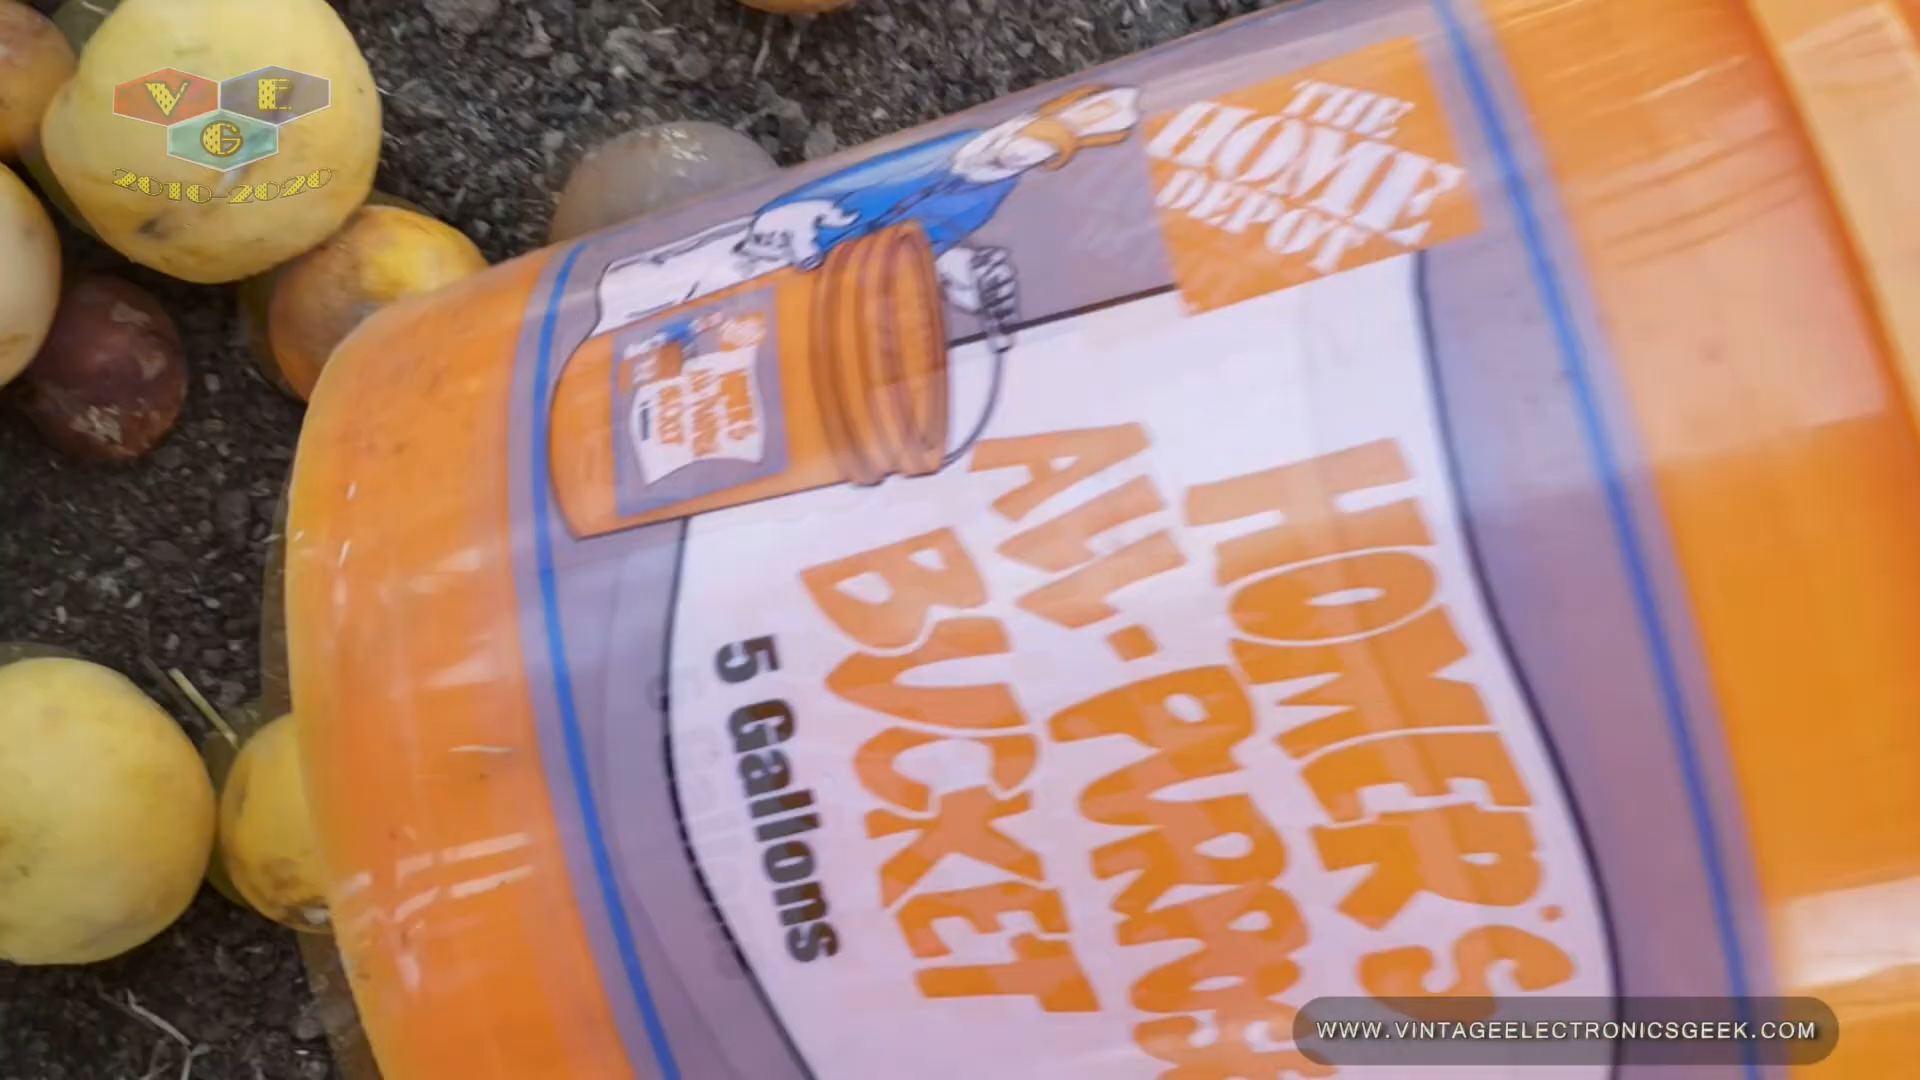 V E
G
2010-2020
THE
HOME
DEPOT
HOMER'S
ALL-PURPOSE
BUCKET
5 Gallons
WWW.VINTAGEELECTRONICSGEEK.COM